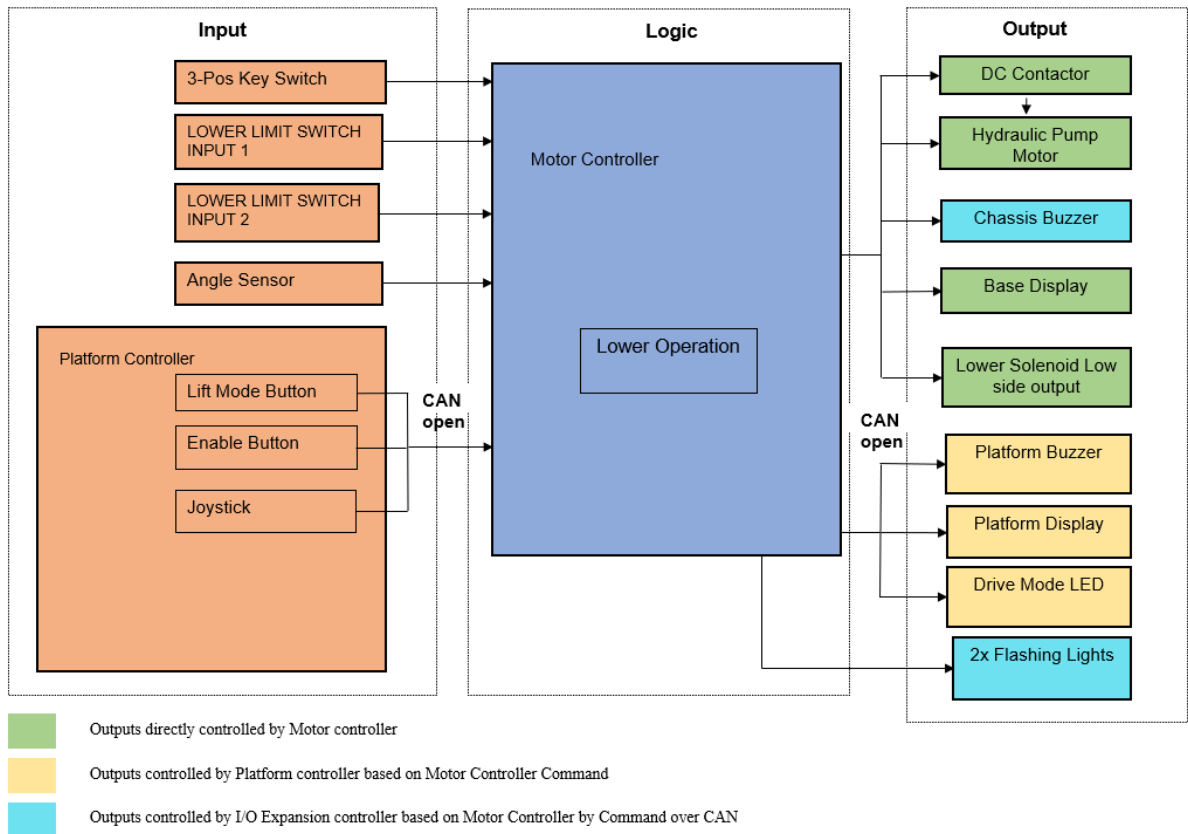 Input
3-Pos Key Switch
LOWER LIMIT SWITCH
INPUT 1
LOWER LIMIT SWITCH
INPUT 2
Angle Sensor
Platform Controller
Lift Mode Button
Enable Button
Joystick
CAN
open
Logic
Motor Controller
Lower Operation
CAN
open
Output
DC Contactor
Hydraulic Pump
Motor
Chassis Buzzer
Base Display
Lower Solenoid Low
side output
Platform Buzzer
Platform Display
Drive Mode LED
2x Flashing Lights
Outputs directly controlled by Motor controller
Outputs controlled by Platform controller based on Motor Controller Command
Outputs controlled by I/O Expansion controller based on Motor Controller by Command over CAN